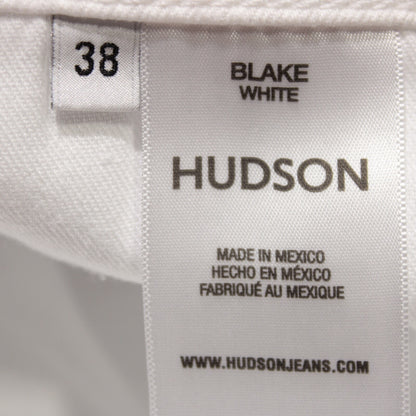 38
BLAKE
WHITE
HUDSON
MADE IN MEXICO
HECHO EN MÉXICO
FABRIQUÉ AU MEXIQUE
WWW.HUDSONJEANS.COM